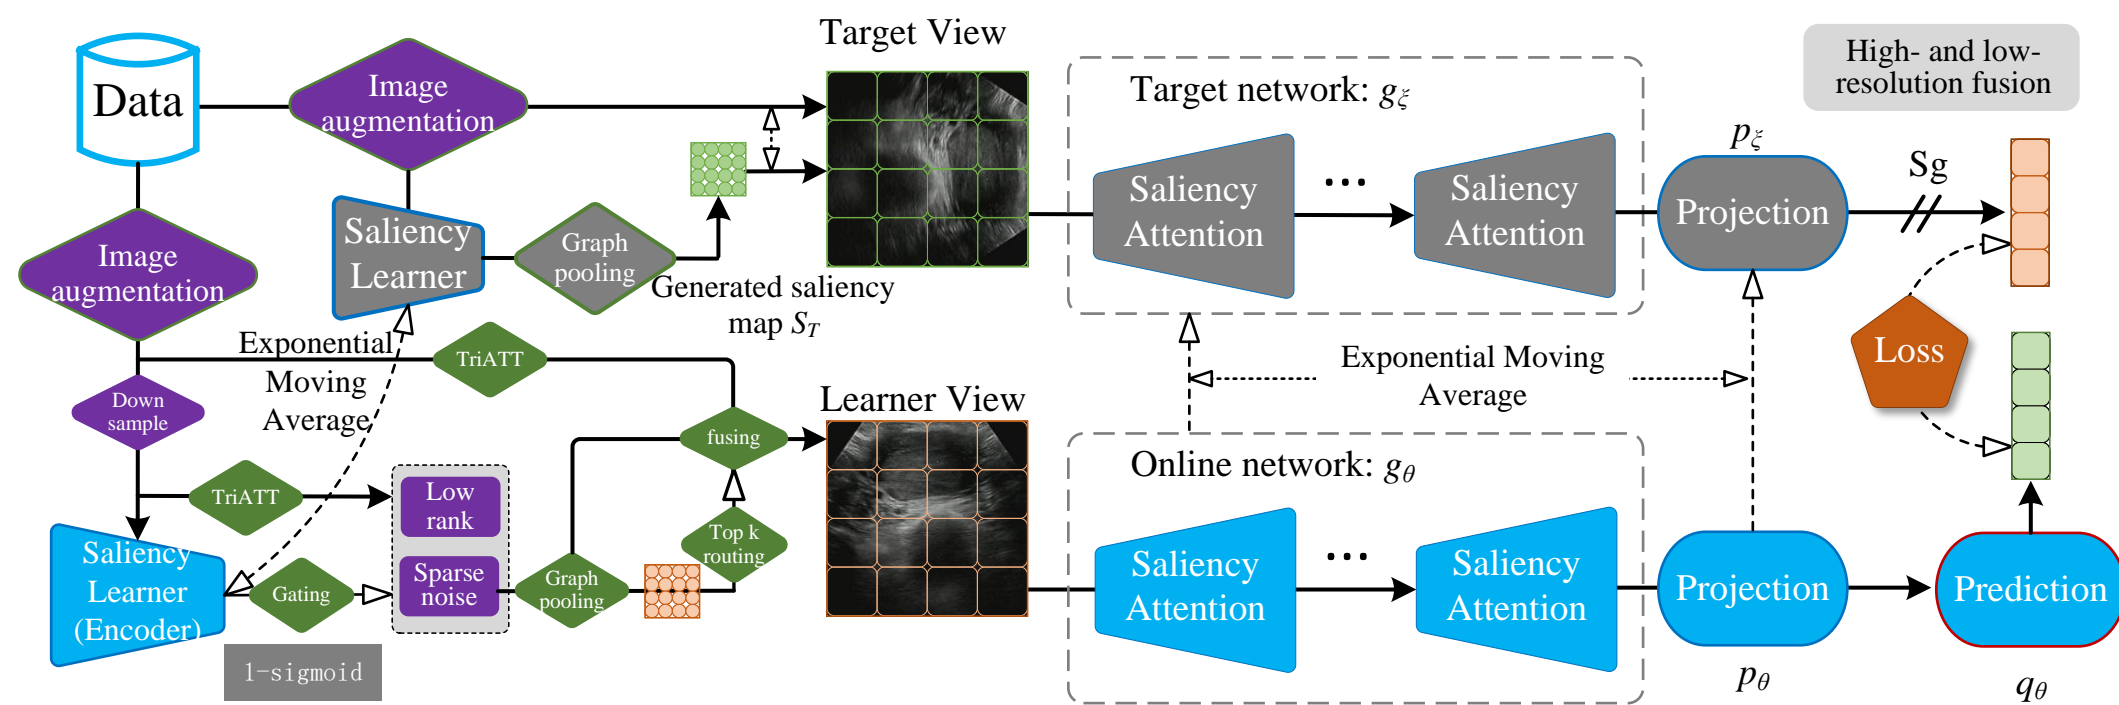 Target View
High- and low-
resolution fusion
Data
Image
augmentation
Target network: gξ
pξ
Sg
Saliency
Attention
...
Saliency
Attention
Projection
Saliency
Learner
Graph
pooling
Image
augmentation
Generated saliency
map S_T
Exponential
Moving
Average
TriATT
Exponential Moving
Average
Loss
Down
sample
Learner View
fusing
Online network: gθ
TriATT
Low
rank
Top k
routing
Saliency
Learner
(Encoder)
Gating
Sparse
noise
Graph
pooling
Saliency
Attention
...
Saliency
Attention
Projection
Prediction
1-sigmoid
pθ
qθ